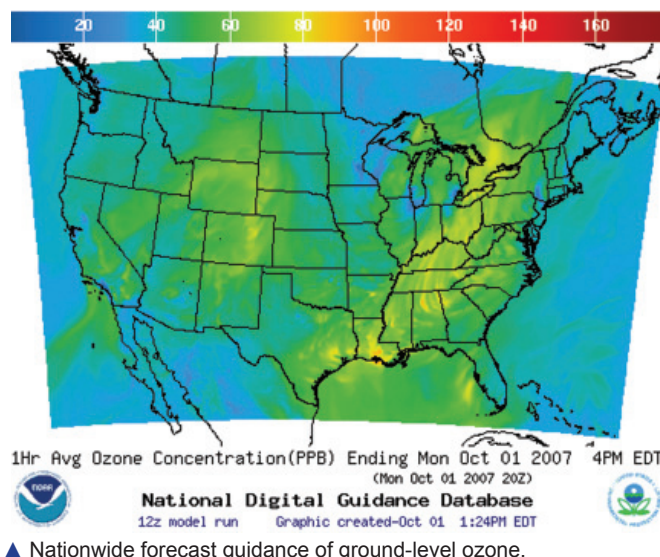 20 40 60 80 100 120 140 160
1Hr Avg Ozone Concentration(PPB) Ending Mon Oct 01 2007 4PM EDT
(Mon Oct 01 2007 20Z)
NOAA
National Digital Guidance Database
12z model run Graphic created-Oct 01 1:24PM EDT
▲ Nationwide forecast guidance of ground-level ozone.